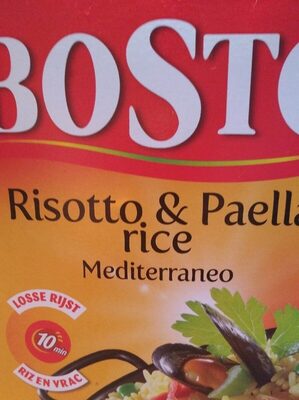 BOSTO
Risotto & Paella
rice
Mediterraneo
LOSSE RIJST
10 min
RIZ EN VRAC